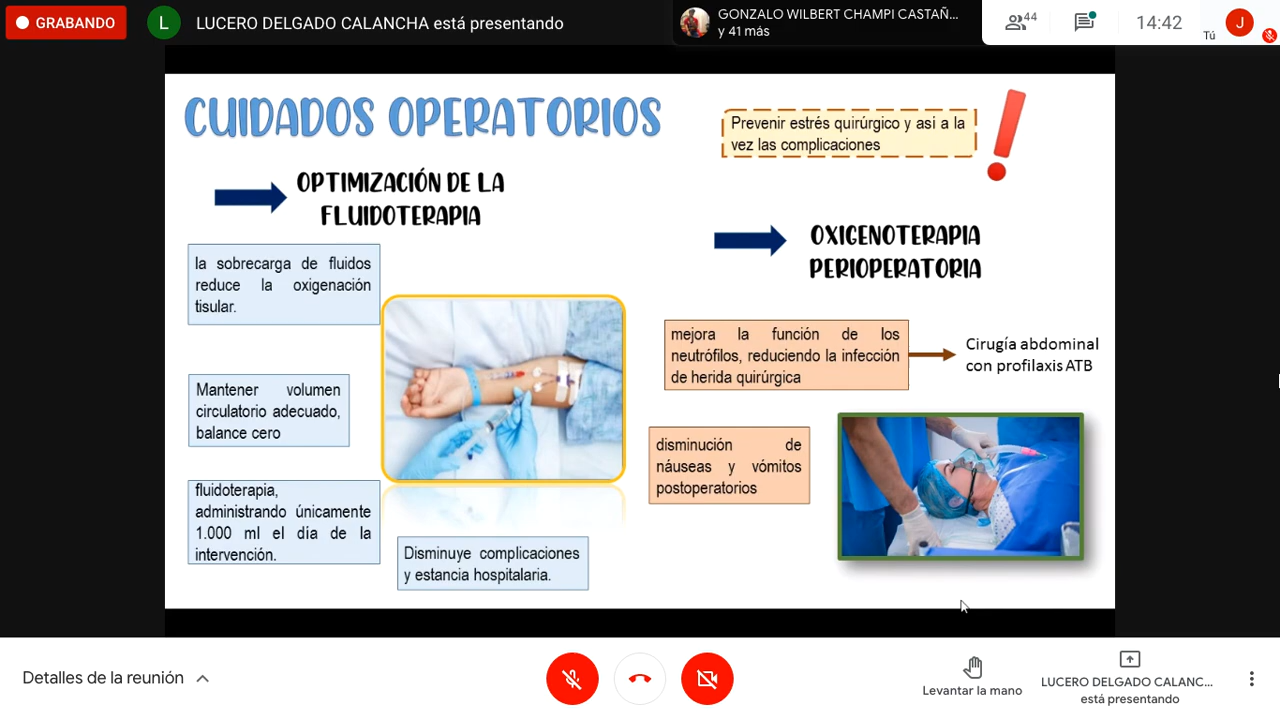 GRABANDO
L
LUCERO DELGADO CALANCHA está presentando
GONZALO WILBERT CHAMPI CASTAÑ...
y 41 más
44
14:42
Tú
J
CUIDADOS OPERATORIOS
Prevenir estrés quirúrgico y asi a la
vez las complicaciones
OPTIMIZACIÓN DE LA
FLUIDOTERAPIA
la sobrecarga de fluidos
reduce la oxigenación
tisular.
Mantener volumen
circulatorio adecuado,
balance cero
fluidoterapia,
administrando únicamente
1.000 ml el día de la
intervención.
Disminuye complicaciones
y estancia hospitalaria.
OXIGENOTERAPIA
PERIOPERATORIA
mejora la función de los
neutrófilos, reduciendo la infección
de herida quirúrgica
Cirugía abdominal
con profilaxis ATB
disminución de
náuseas y vómitos
postoperatorios
Detalles de la reunión
Levantar la mano
LUCERO DELGADO CALANC...
está presentando